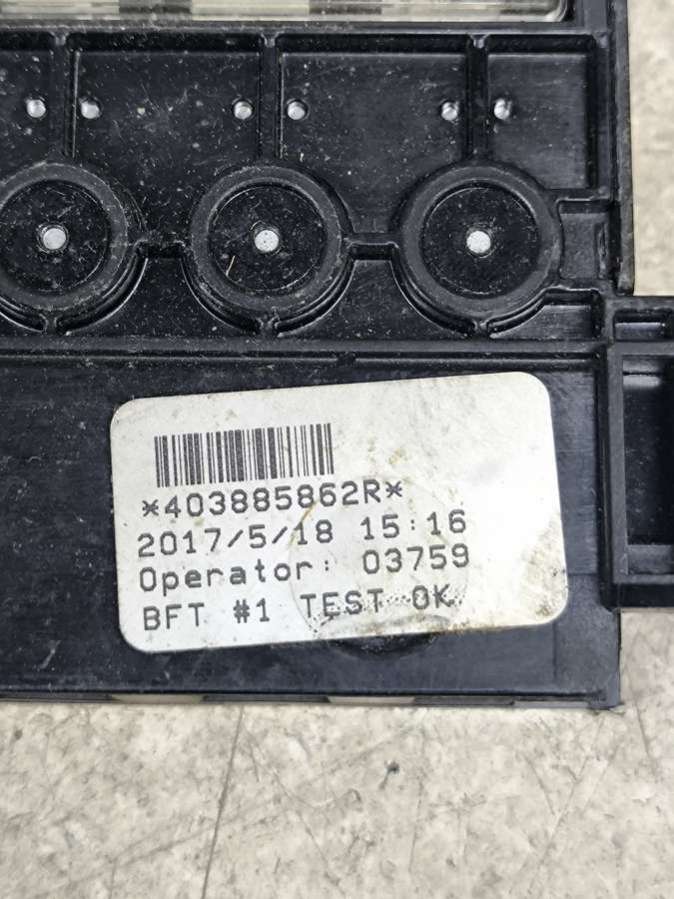 *403885862R*
2017/5/18 15:16
Operator: 03759
BFT #1 TEST OK